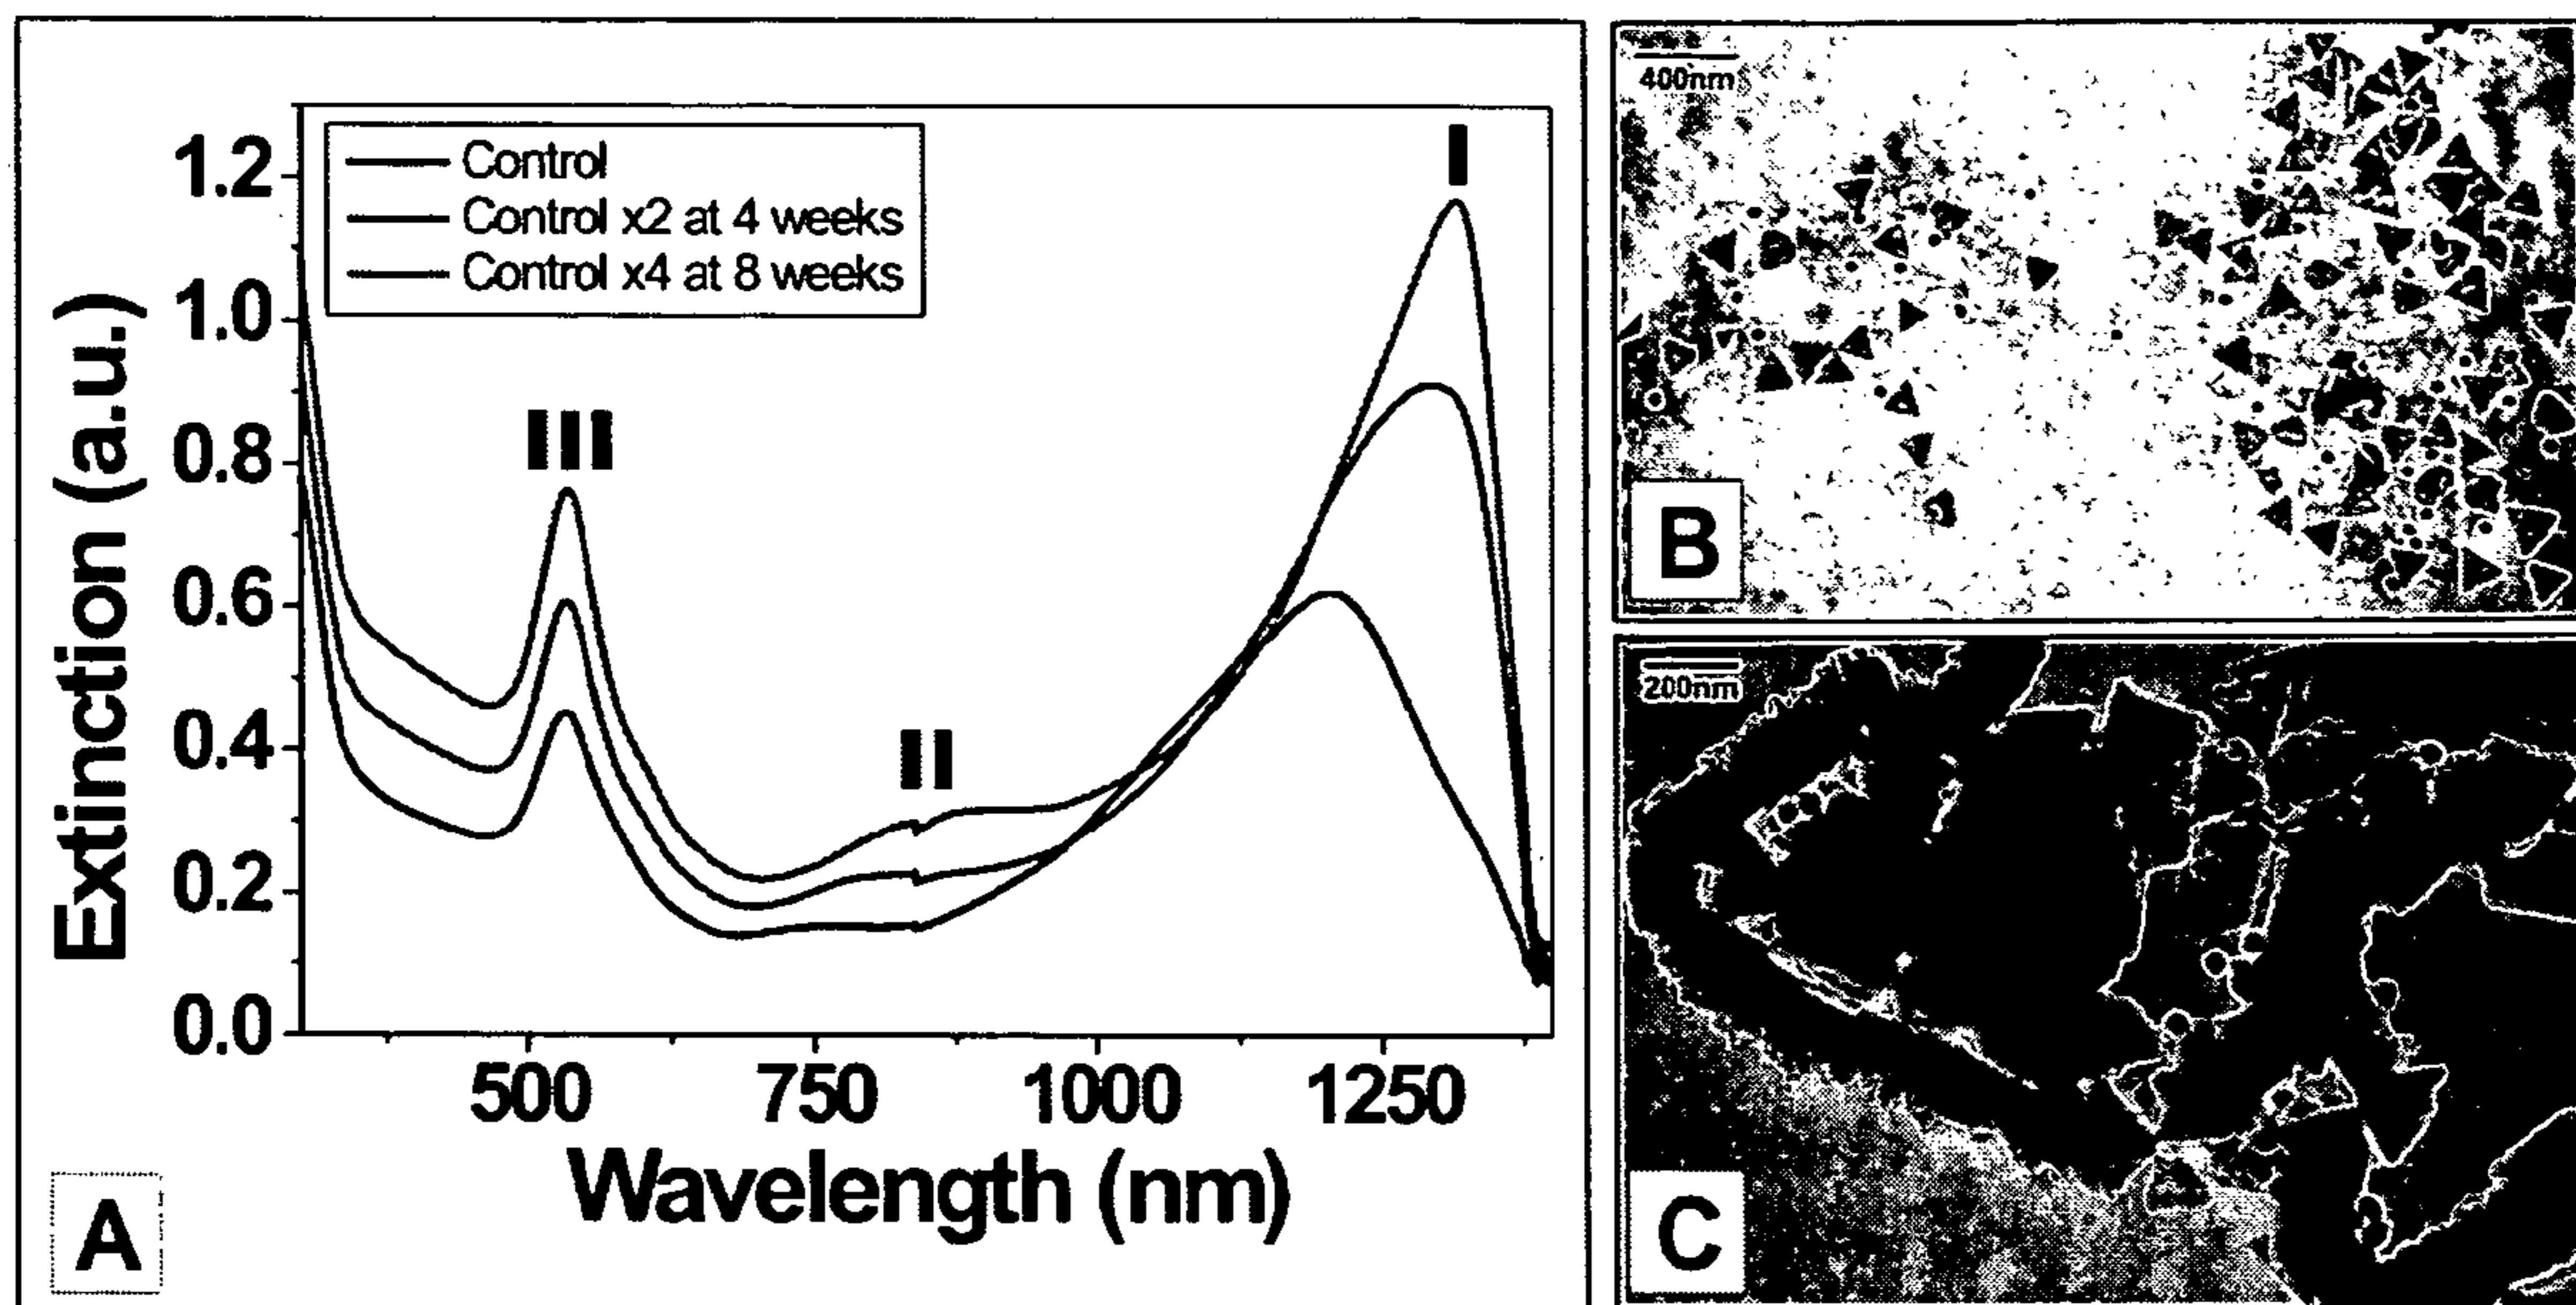 Control
Control x2 at 4 weeks
Control x4 at 8 weeks
I
II
III
1.2
1.0
0.8
0.6
0.4
0.2
0.0
Extinction (a.u.)
500 750 1000 1250
Wavelength (nm)
A
400nm
B
200nm
C